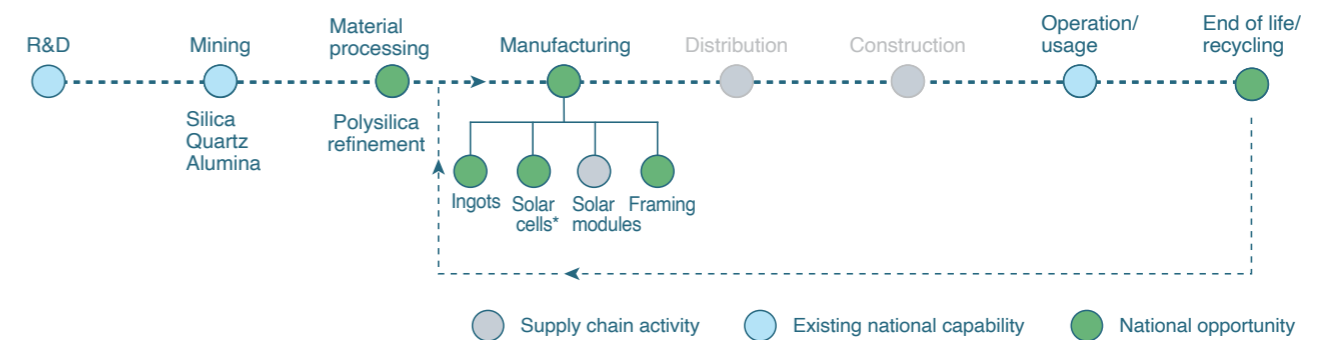 R&D
Mining
Material
processing
Manufacturing
Distribution
Construction
Operation/
usage
End of life/
recycling
Silica
Quartz
Alumina
Polysilica
refinement
Ingots
Solar
cells*
Solar
modules
Framing
Supply chain activity
Existing national capability
National opportunity